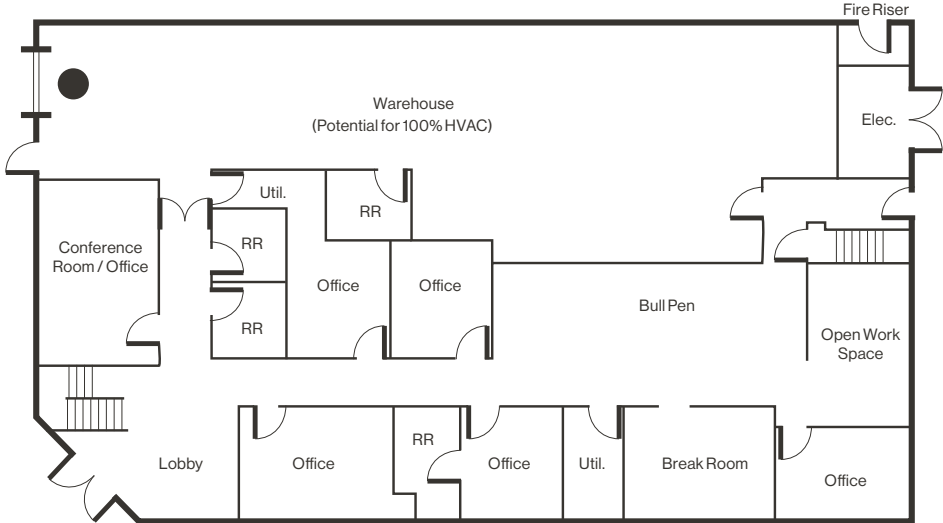 Fire Riser
Warehouse
(Potential for 100% HVAC)
Elec.
Util.
RR
RR
Conference
Room / Office
Office
Office
Bull Pen
RR
Open Work
Space
RR
Lobby
Office
Office
Util.
Break Room
Office